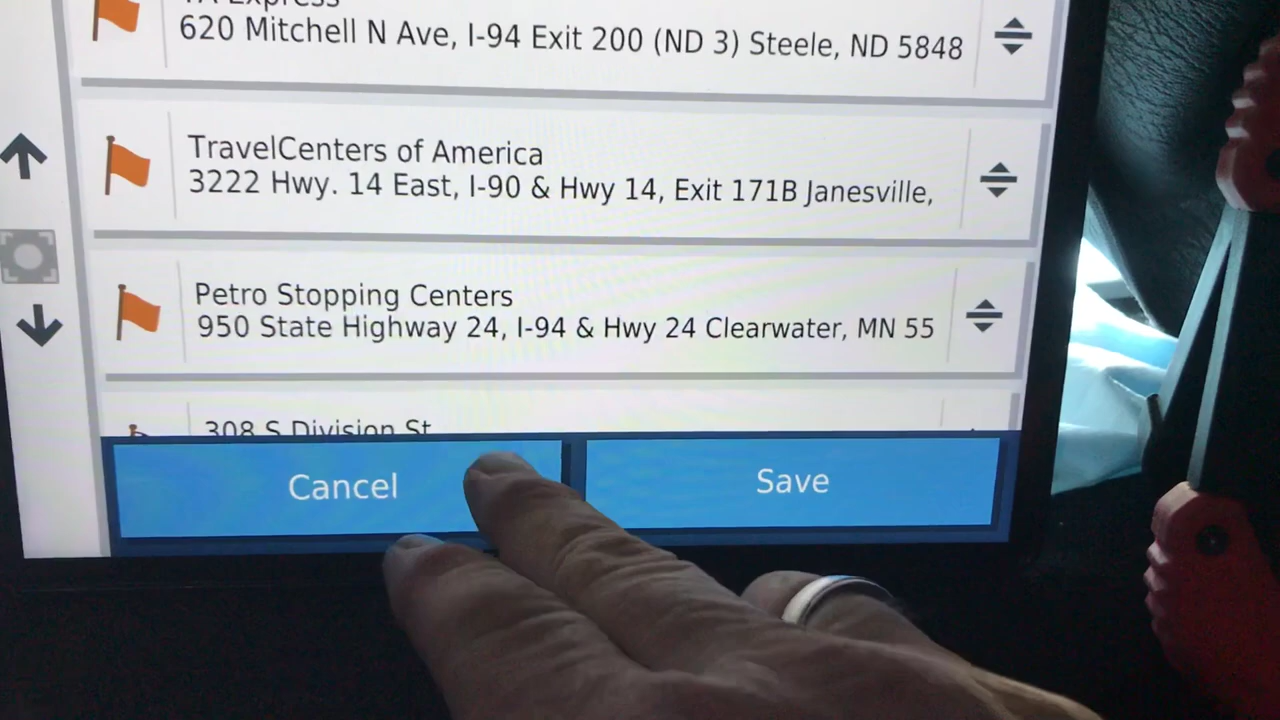 TA Express
620 Mitchell N Ave, I-94 Exit 200 (ND 3) Steele, ND 5848
TravelCenters of America
3222 Hwy. 14 East, I-90 & Hwy 14, Exit 171B Janesville,
Petro Stopping Centers
950 State Highway 24, I-94 & Hwy 24 Clearwater, MN 55
308 S Division St
Cancel
Save